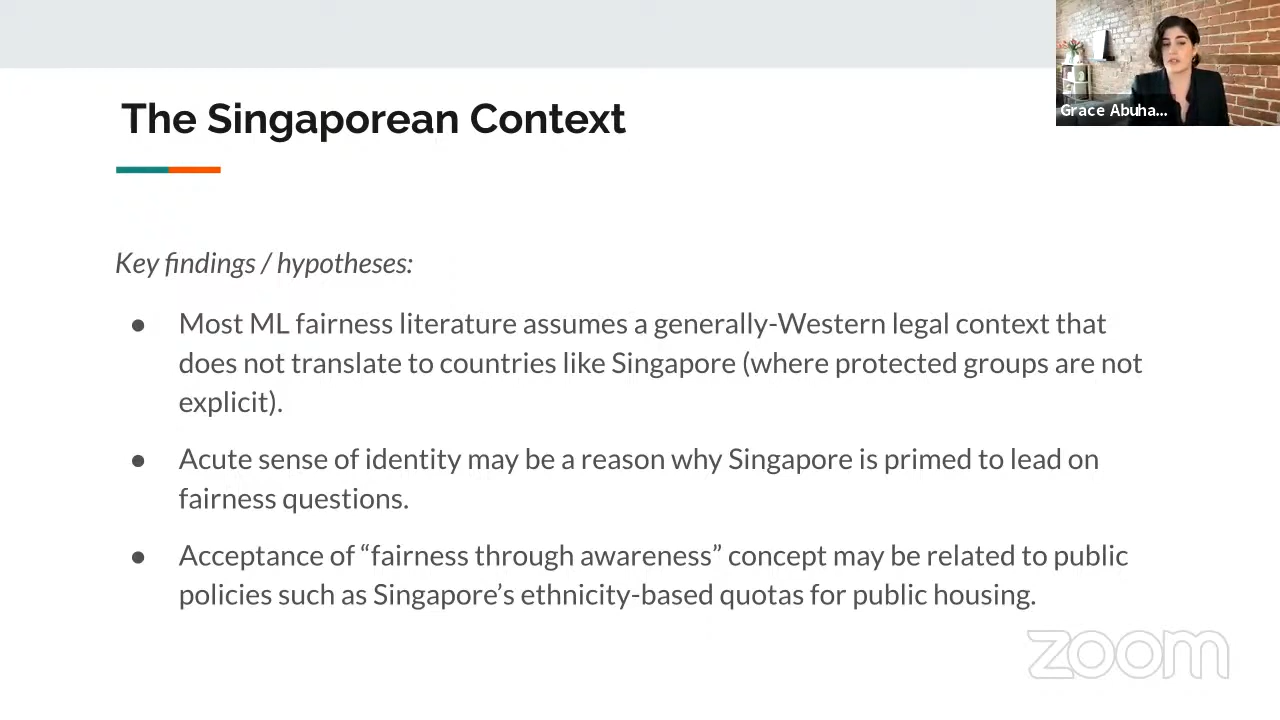 Grace Abuha...
The Singaporean Context
Key findings / hypotheses:
● Most ML fairness literature assumes a generally-Western legal context that
does not translate to countries like Singapore (where protected groups are not
explicit).
● Acute sense of identity may be a reason why Singapore is primed to lead on
fairness questions.
● Acceptance of “fairness through awareness” concept may be related to public
policies such as Singapore’s ethnicity-based quotas for public housing.
zoom